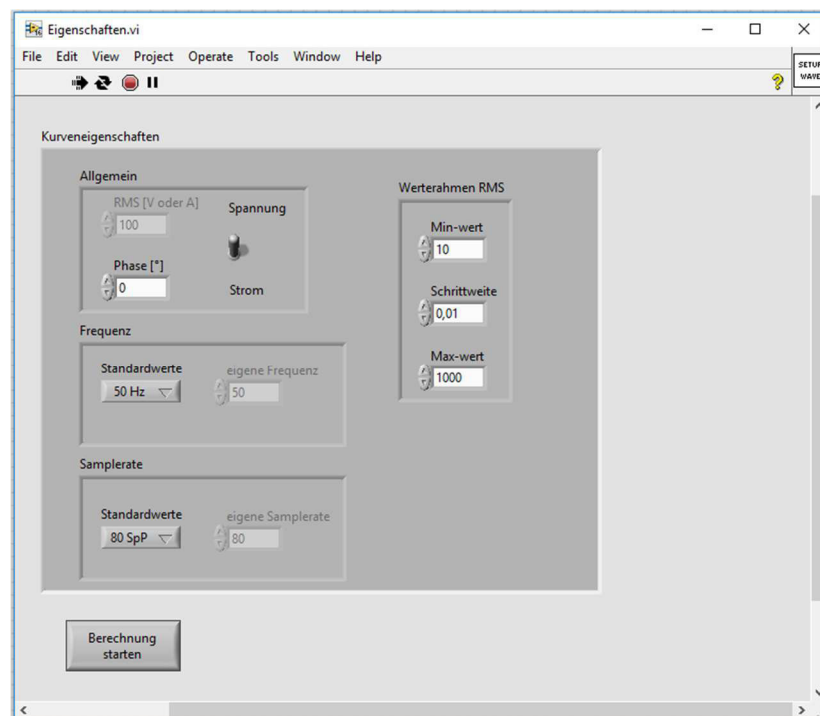 Eigenschaften.vi
File Edit View Project Operate Tools Window Help
SETUP
WAVE
Kurveneigenschaften
Allgemein
RMS [V oder A]
100
Spannung
Phase [°]
0
Strom
Frequenz
Standardwerte
50 Hz
eigene Frequenz
50
Samplerate
Standardwerte
80 SpP
eigene Samplerate
80
Werterahmen RMS
Min-wert
10
Schrittweite
0,01
Max-wert
1000
Berechnung
starten